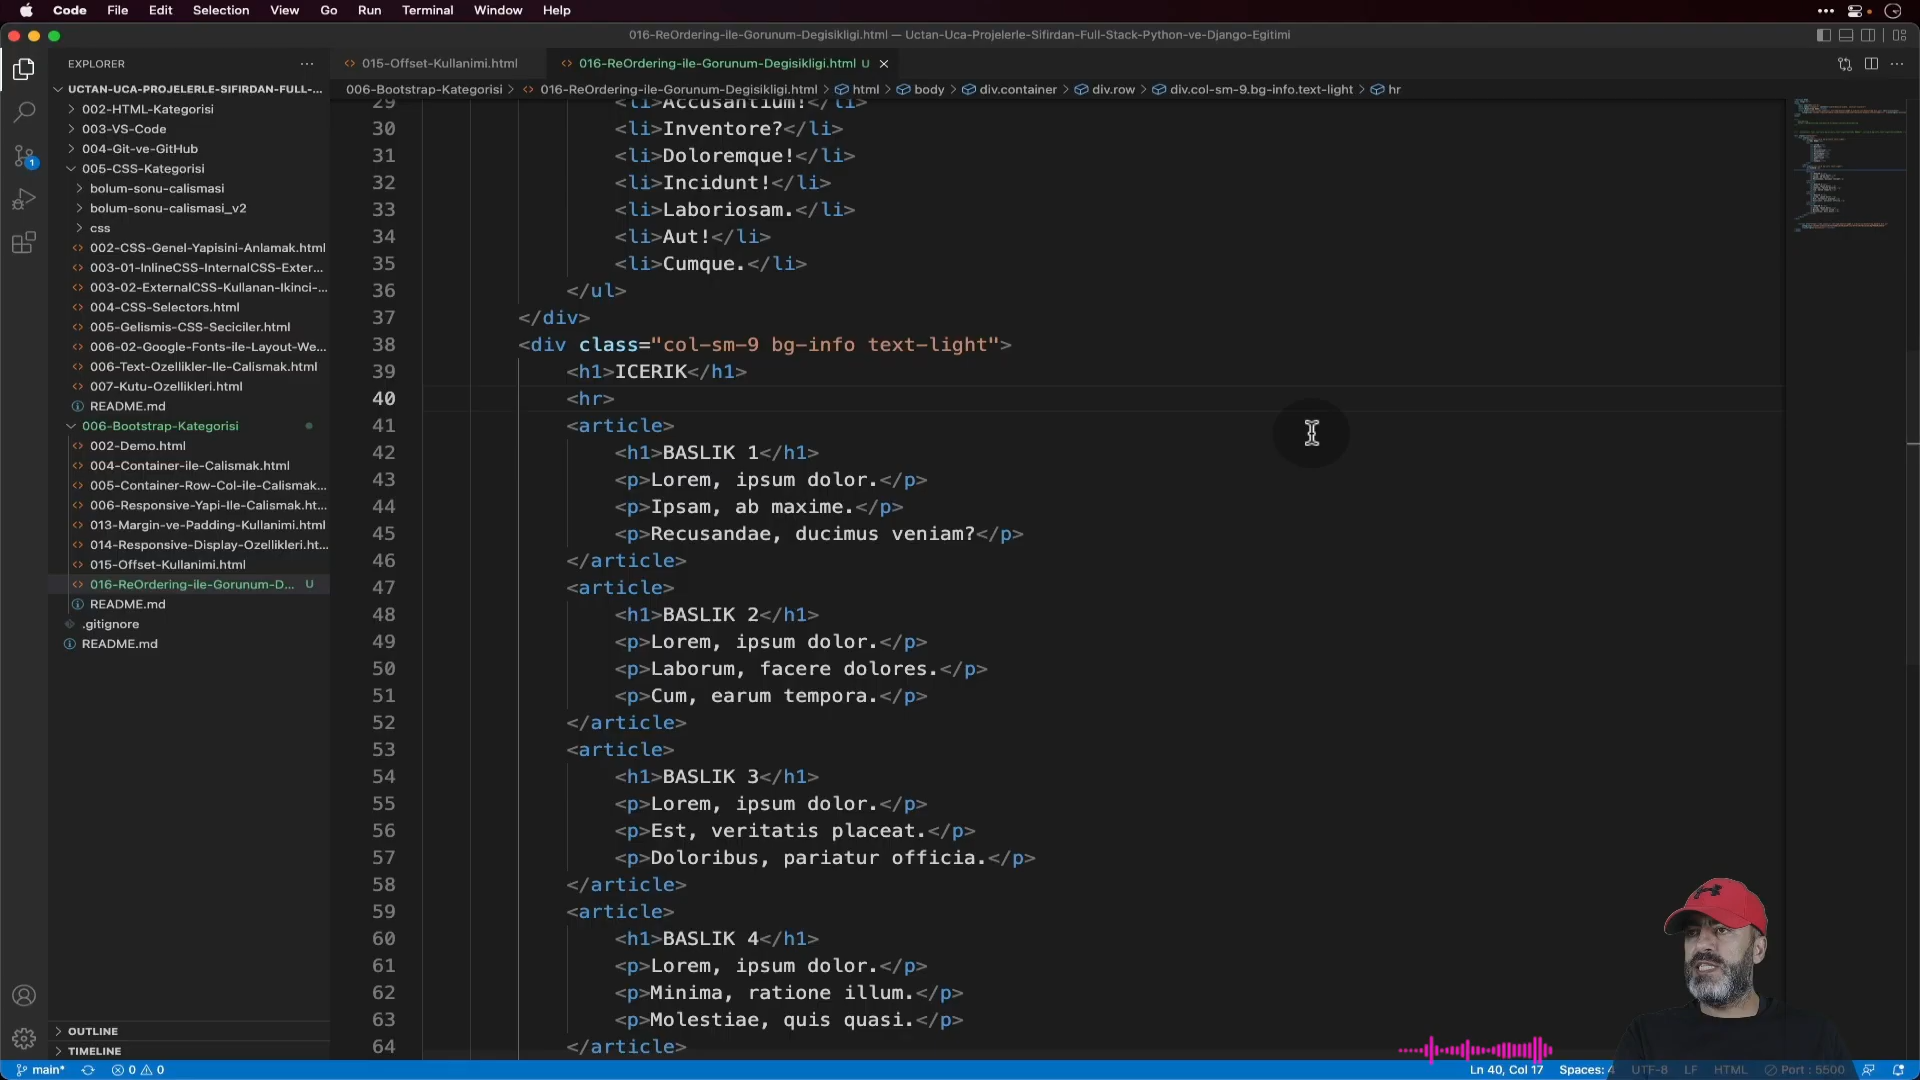 Code File Edit Selection View Go Run Terminal Window Help
016-ReOrdering-ile-Gorunum-Degisikligi.html — Uctan-Uca-Projelerle-Sifirdan-Full-Stack-Python-ve-Django-Egitimi
EXPLORER
015-Offset-Kullanimi.html
016-ReOrdering-ile-Gorunum-Degisikligi.html U
006-Bootstrap-Kategorisi > 016-ReOrdering-ile-Gorunum-Degisikligi.html > html > body > div.container > div.row > div.col-sm-9.bg-info.text-light > hr
UCTAN-UCA-PROJELERLE-SIFIRDAN-FULL-...
002-HTML-Kategorisi
003-VS-Code
004-Git-ve-GitHub
005-CSS-Kategorisi
bolum-sonu-calismasi
bolum-sonu-calismasi_v2
css
002-CSS-Genel-Yapisini-Anlamak.html
003-01-InlineCSS-InternalCSS-Exter...
003-02-ExternalCSS-Kullanan-Ikinci-...
004-CSS-Selectors.html
005-Gelismis-CSS-Seciciler.html
006-02-Google-Fonts-ile-Layout-We...
006-Text-Ozellikler-Ile-Calismak.html
007-Kutu-Ozellikleri.html
README.md
006-Bootstrap-Kategorisi
002-Demo.html
004-Container-ile-Calismak.html
005-Container-Row-Col-ile-Calismak...
006-Responsive-Yapi-Ile-Calismak.ht...
013-Margin-ve-Padding-Kullanimi.html
014-Responsive-Display-Ozellikleri.ht...
015-Offset-Kullanimi.html
016-ReOrdering-ile-Gorunum-D... U
README.md
.gitignore
README.md
OUTLINE
TIMELINE
1
29 <li>Accusantium!</li>
30 <li>Inventore?</li>
31 <li>Doloremque!</li>
32 <li>Incidunt!</li>
33 <li>Laboriosam.</li>
34 <li>Aut!</li>
35 <li>Cumque.</li>
36 </ul>
37 </div>
38 <div class="col-sm-9 bg-info text-light">
39 <h1>ICERIK</h1>
40 <hr>
41 <article>
42 <h1>BASLIK 1</h1>
43 <p>Lorem, ipsum dolor.</p>
44 <p>Ipsam, ab maxime.</p>
45 <p>Recusandae, ducimus veniam?</p>
46 </article>
47 <article>
48 <h1>BASLIK 2</h1>
49 <p>Lorem, ipsum dolor.</p>
50 <p>Laborum, facere dolores.</p>
51 <p>Cum, earum tempora.</p>
52 </article>
53 <article>
54 <h1>BASLIK 3</h1>
55 <p>Lorem, ipsum dolor.</p>
56 <p>Est, veritatis placeat.</p>
57 <p>Doloribus, pariatur officia.</p>
58 </article>
59 <article>
60 <h1>BASLIK 4</h1>
61 <p>Lorem, ipsum dolor.</p>
62 <p>Minima, ratione illum.</p>
63 <p>Molestiae, quis quasi.</p>
64 </article>
main* 0 0 Ln 40, Col 17 Spaces: 4 UTF-8 LF HTML Port : 5500